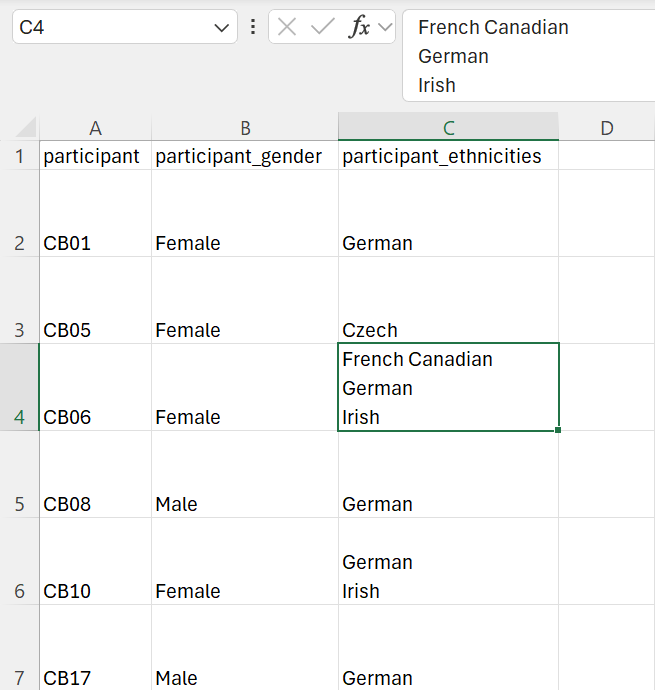 C4
fx
French Canadian
German
Irish
A B C D
1 participant participant_gender participant_ethnicities
2 CB01 Female German
3 CB05 Female Czech
French Canadian
German
4 CB06 Female Irish
5 CB08 Male German
German
6 CB10 Female Irish
7 CB17 Male German